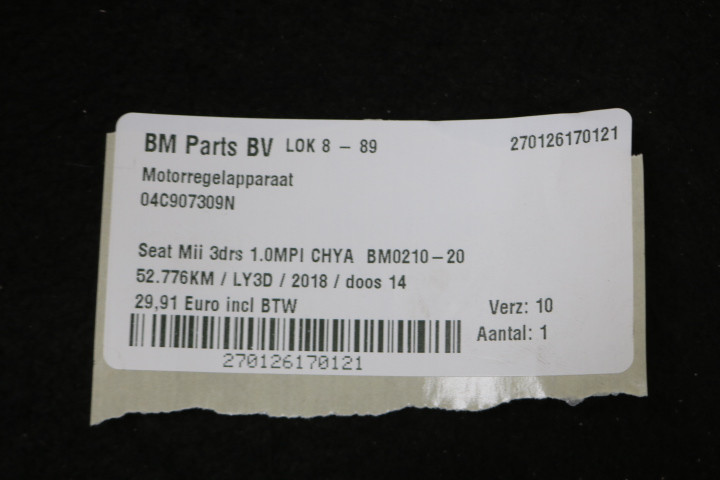 BM Parts BV LOK 8 – 89 270126170121
Motorregelapparaat
04C907309N
Seat Mii 3drs 1.0MPI CHYA BM0210–20
52.776KM / LY3D / 2018 / doos 14
29,91 Euro incl BTW Verz: 10
Aantal: 1
270126170121